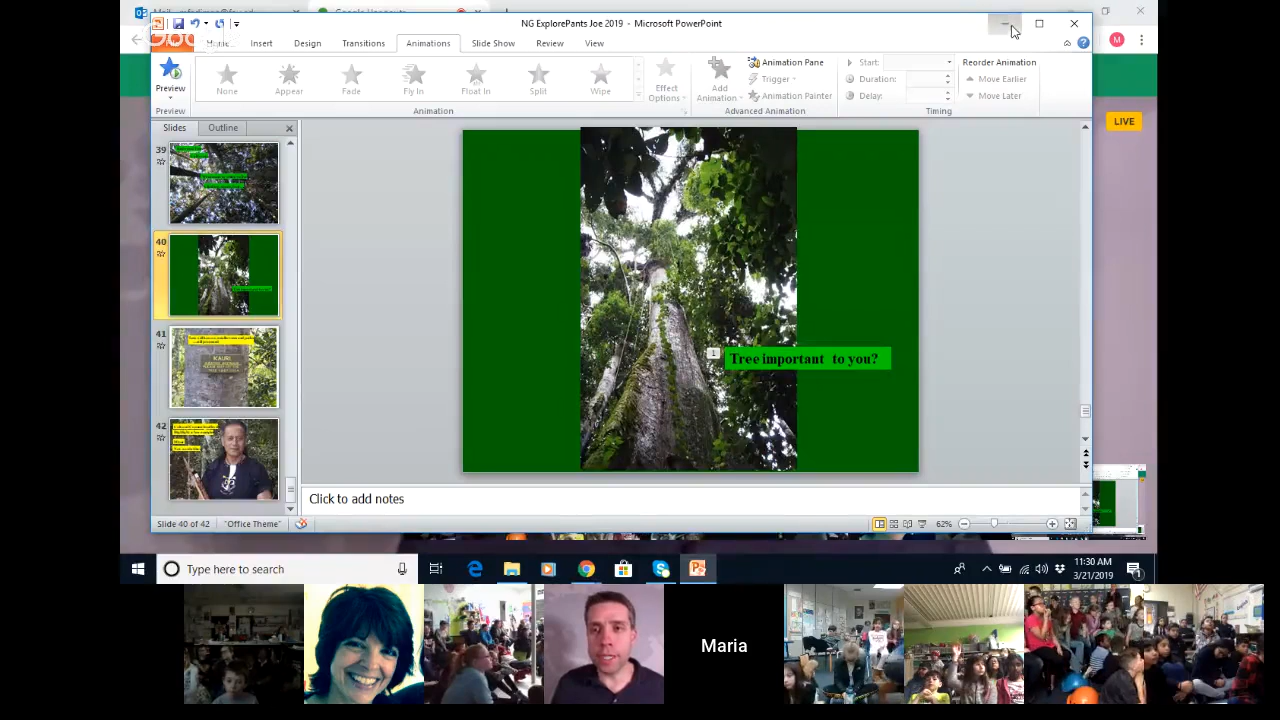 NG ExplorePants Joe 2019 - Microsoft PowerPoint
Insert
Design
Transitions
Animations
Slide Show
Review
View
M
Preview
None
Appear
Fade
Fly In
Float In
Split
Wipe
Effect
Options
Add
Animation
Animation Pane
Trigger
Animation Painter
Start:
Duration:
Delay:
Reorder Animation
Move Earlier
Move Later
Preview
Animation
Advanced Animation
Timing
LIVE
Slides
Outline
39
40
41
KAURI
42
1
Tree important to you?
Click to add notes
Slide 40 of 42
"Office Theme"
62%
Type here to search
11:30 AM
3/21/2019
1
Maria